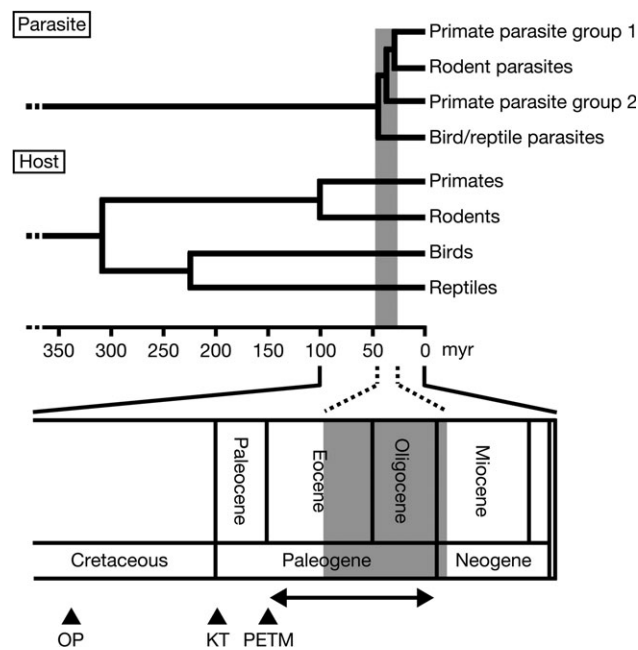 Parasite
Primate parasite group 1
Rodent parasites
Primate parasite group 2
Bird/reptile parasites
Host
Primates
Rodents
Birds
Reptiles
350 300 250 200 150 100 50 0 myr
Paleocene
Eocene
Oligocene
Miocene
Cretaceous Paleogene Neogene
OP KT PETM